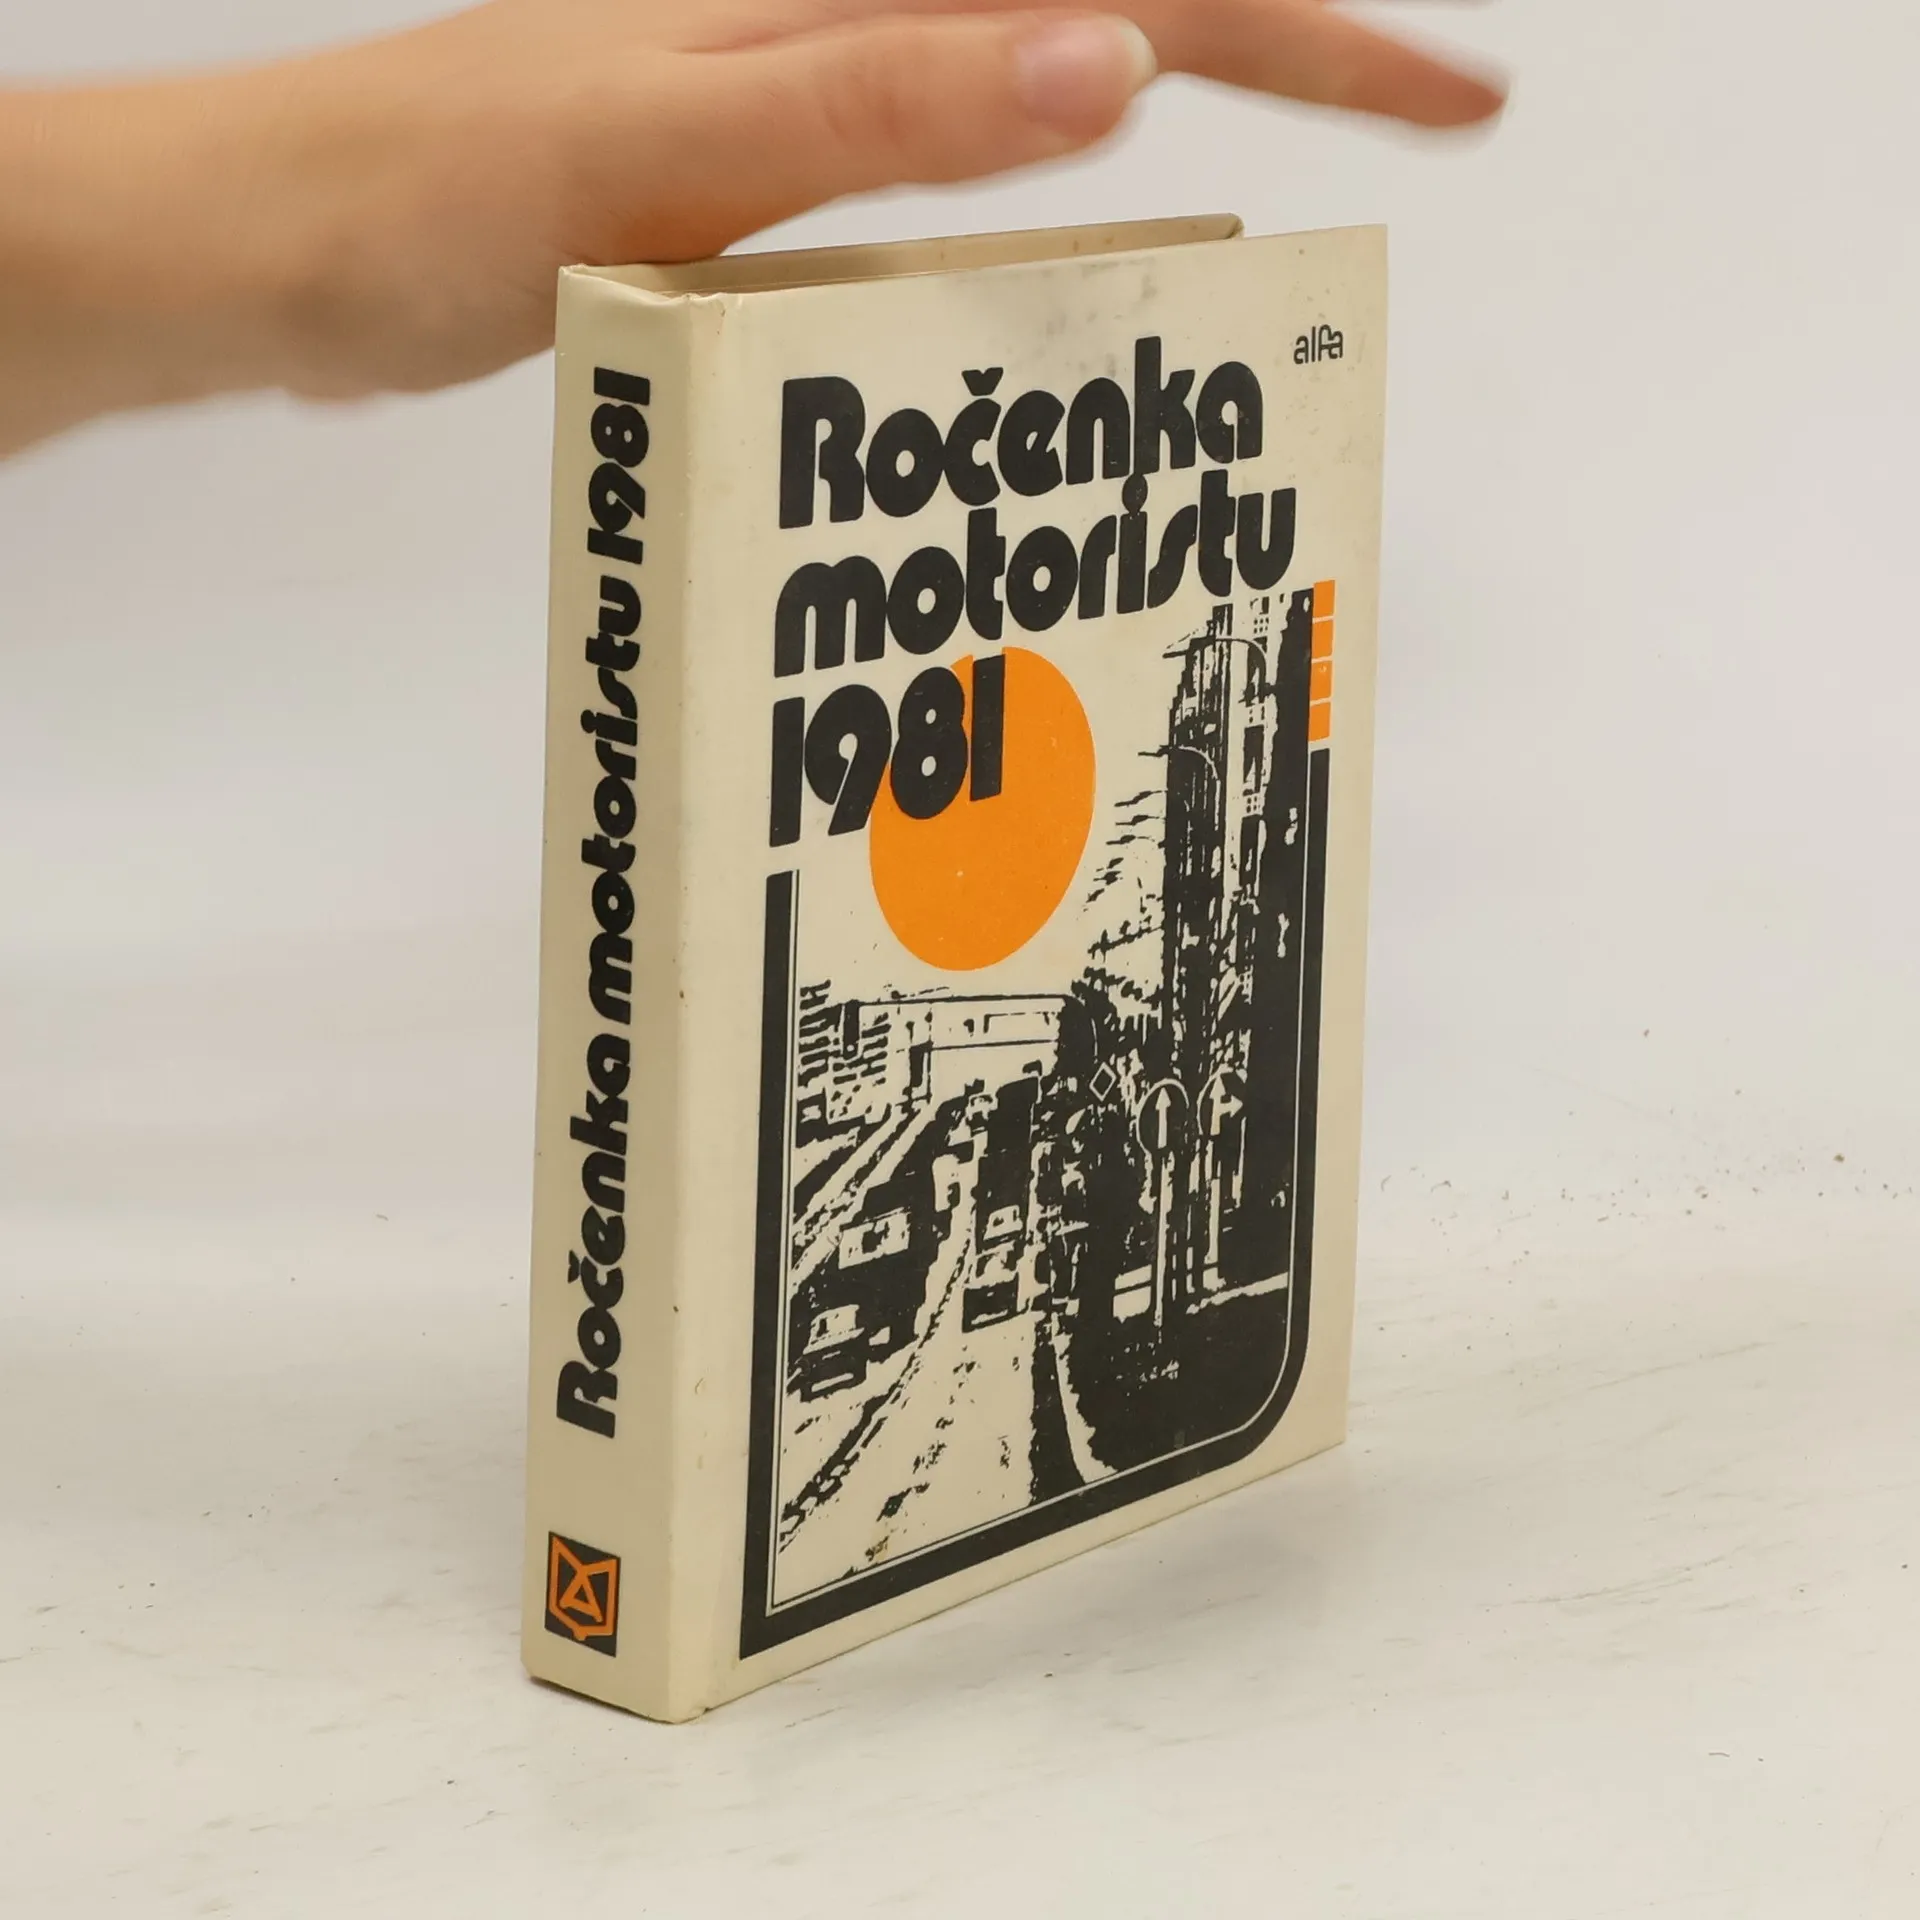 Ročenka motoristu 1981
alfa
Ročenka
motoristu
1981